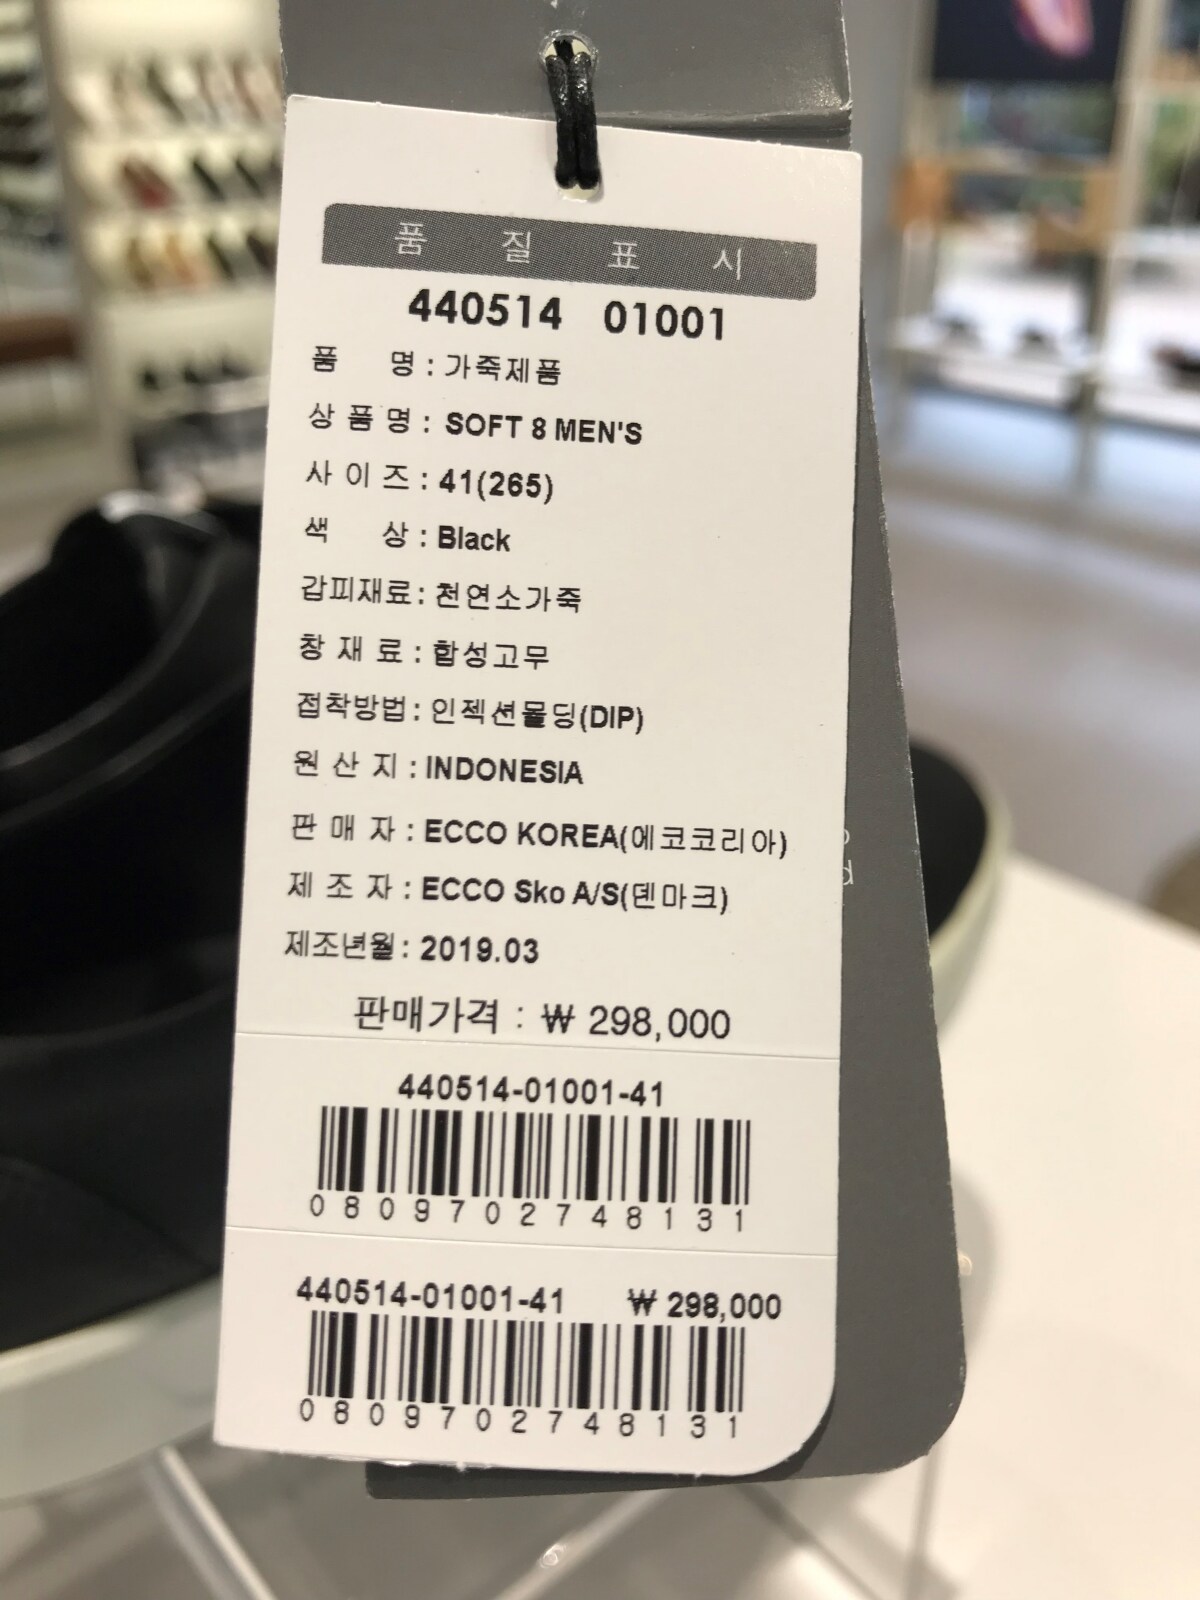 품 질 표 시
440514 01001
품 명 : 가죽제품
상 품 명 : SOFT 8 MEN'S
사 이 즈 : 41(265)
색 상 : Black
갑피재료 : 천연소가죽
창 재 료 : 합성고무
접착방법 : 인젝션몰딩(DIP)
원 산 지 : INDONESIA
판 매 자 : ECCO KOREA(에코코리아)
제 조 자 : ECCO Sko A/S(덴마크)
제조년월 : 2019.03
판매가격 : ₩ 298,000
440514-01001-41
0809702748131
440514-01001-41 ₩ 298,000
0809702748131